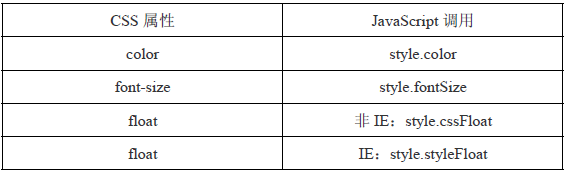 CSS 属性 JavaScript 调用
color style.color
font-size style.fontSize
float 非 IE：style.cssFloat
float IE：style.styleFloat